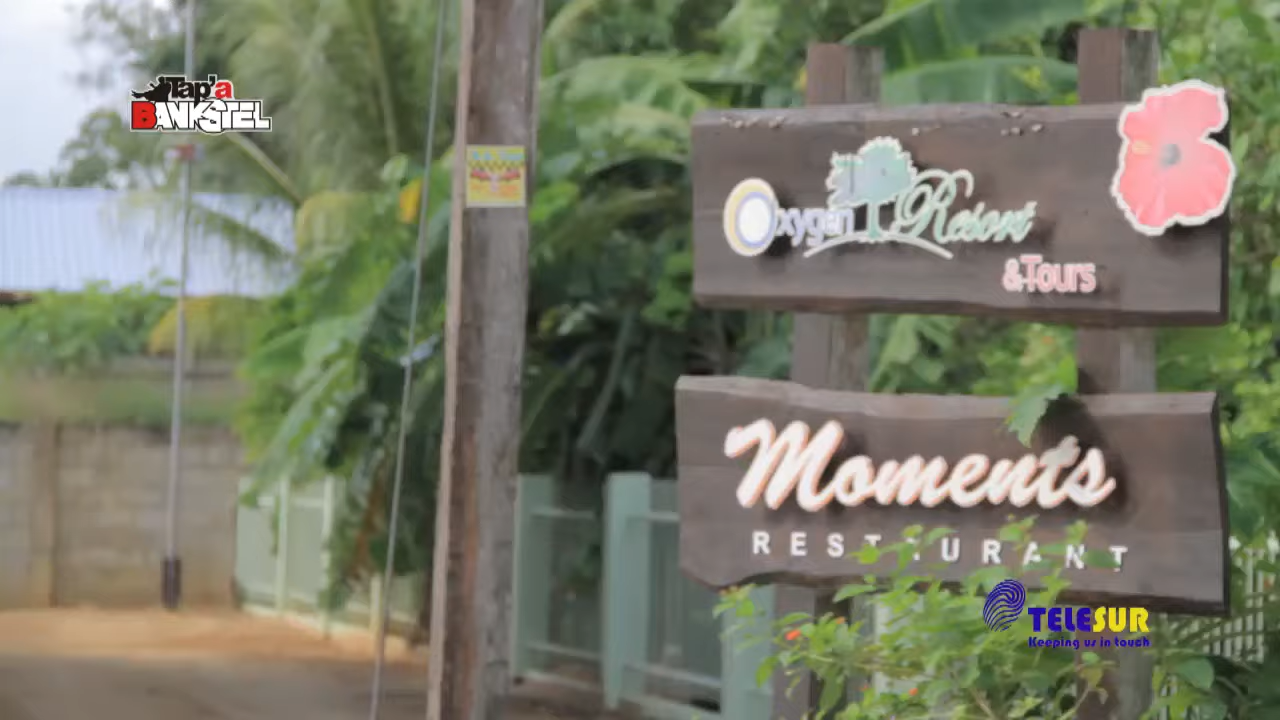 Tap'a
BANKSTEL
Oxygen Resort
&Tours
Moments
RESTAURANT
TELESUR
Keeping us in touch